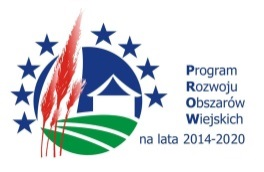 Program
Rozwoju
Obszarów
Wiejskich
na lata 2014-2020